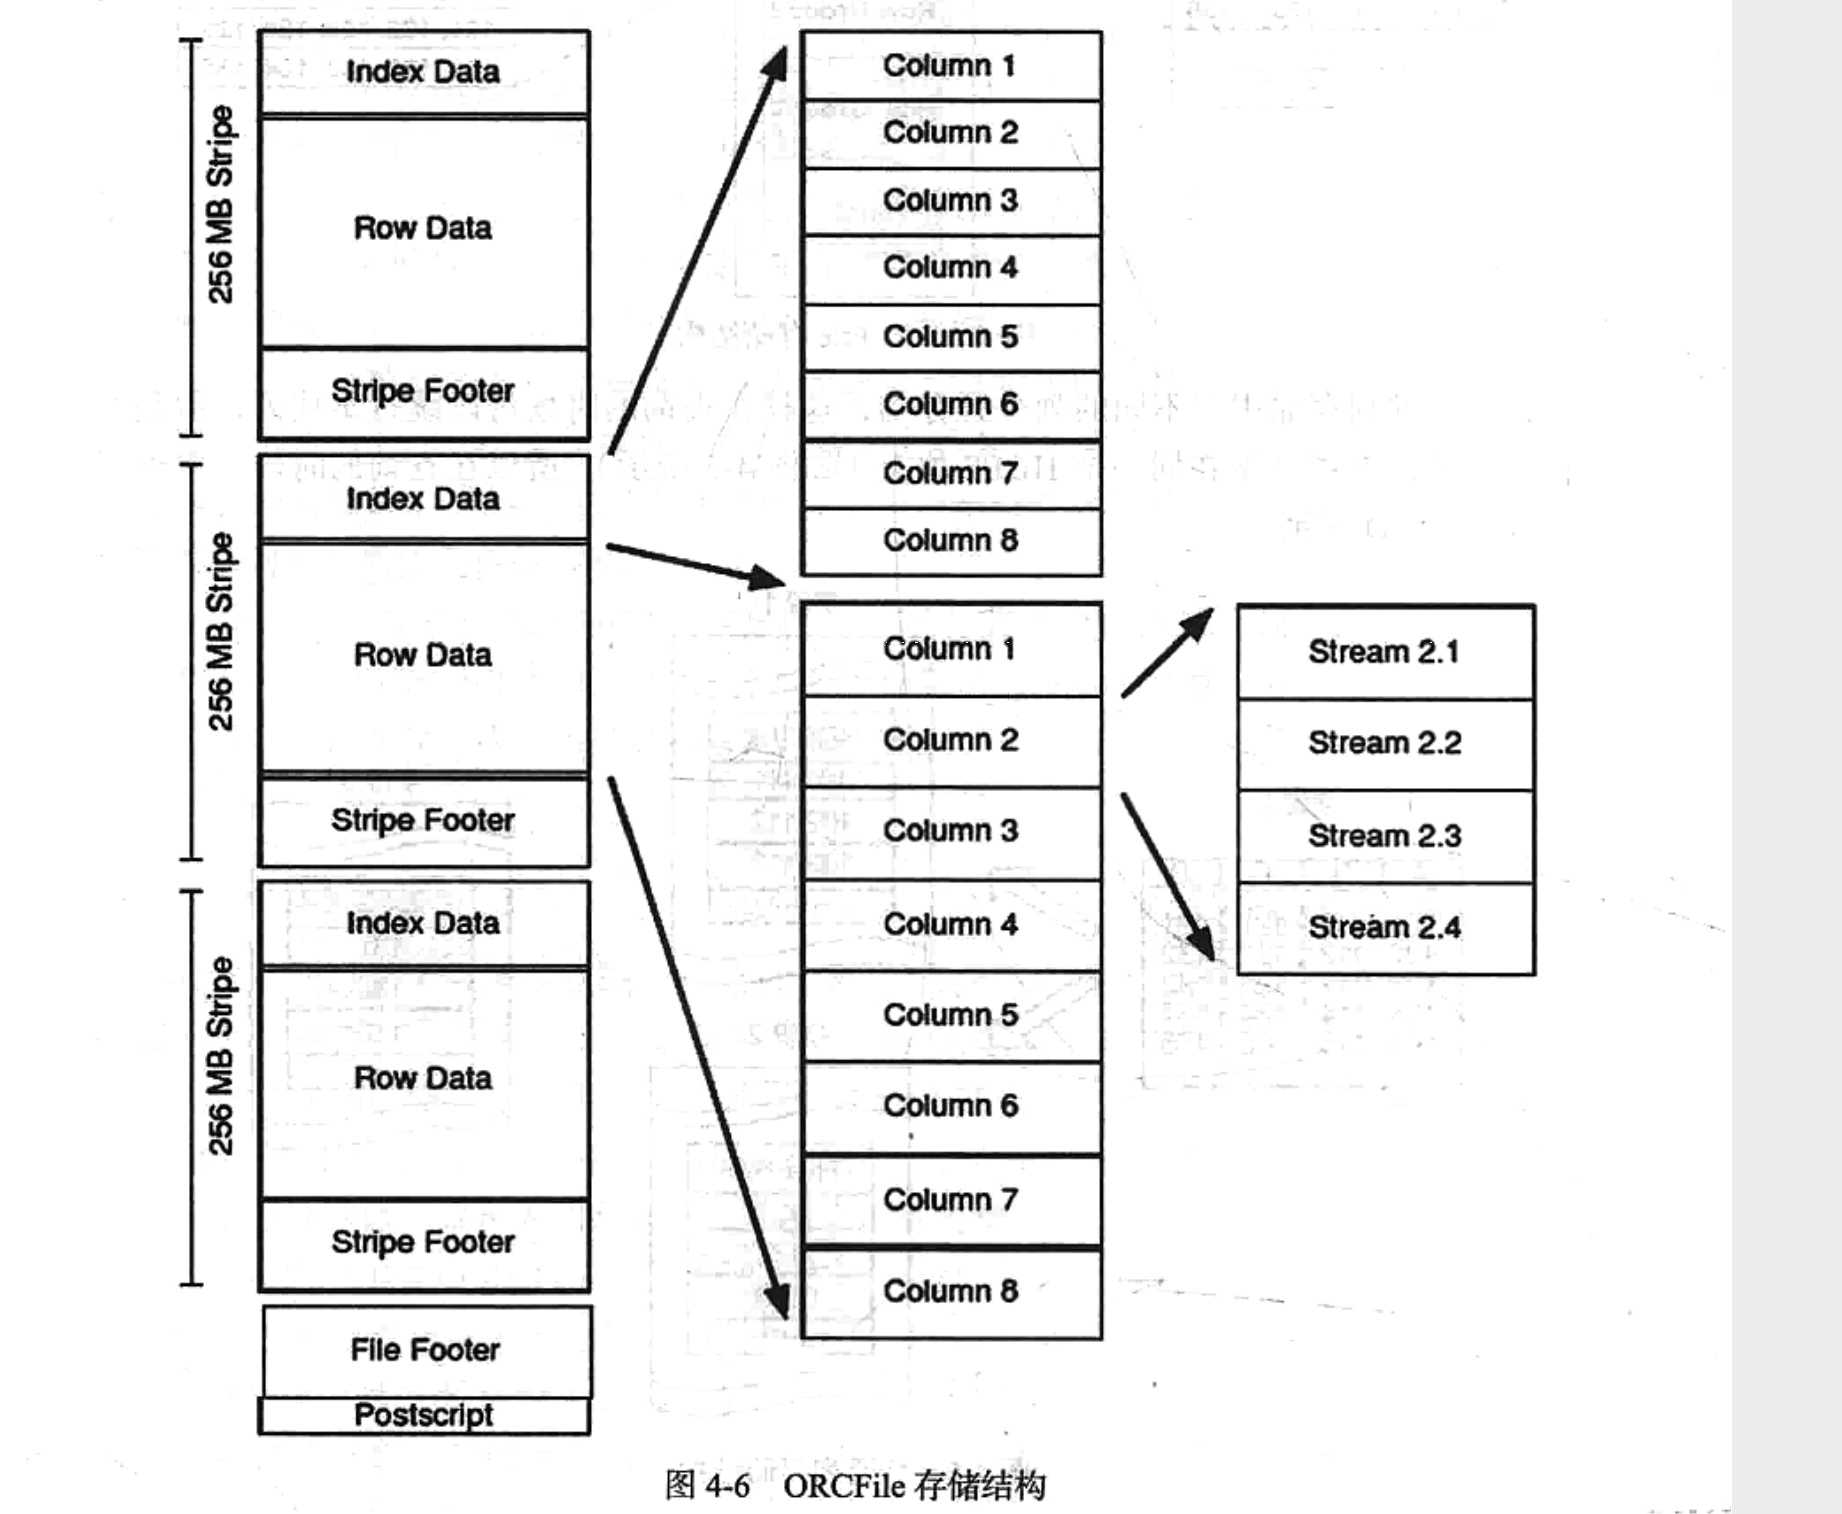 256 MB Stripe
Index Data
Row Data
Stripe Footer
256 MB Stripe
Index Data
Row Data
Stripe Footer
256 MB Stripe
Index Data
Row Data
Stripe Footer
File Footer
Postscript
Column 1
Column 2
Column 3
Column 4
Column 5
Column 6
Column 7
Column 8
Column 1
Column 2
Column 3
Column 4
Column 5
Column 6
Column 7
Column 8
Stream 2.1
Stream 2.2
Stream 2.3
Stream 2.4
图 4-6 ORCFile 存储结构